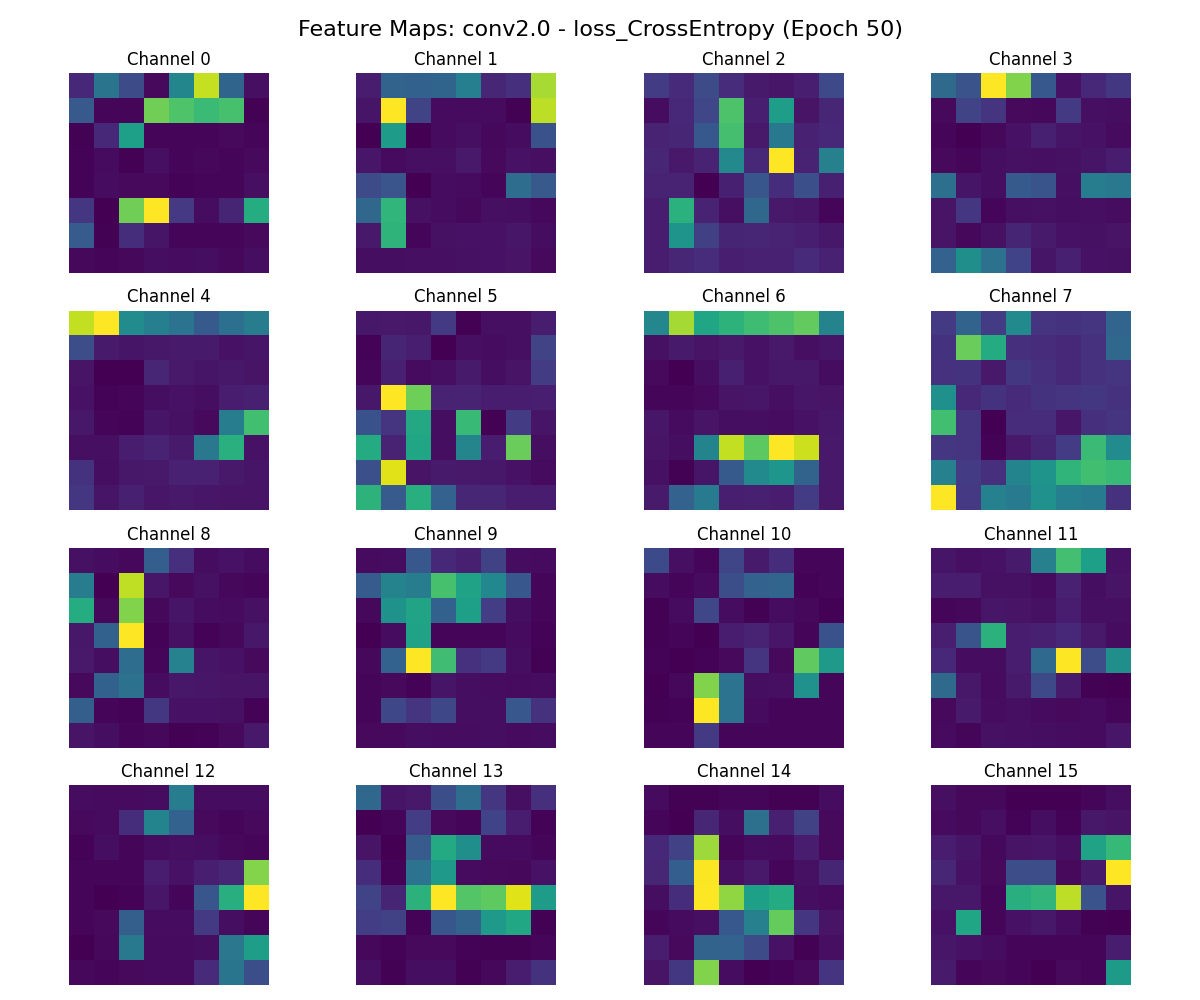 Feature Maps: conv2.0 - loss_CrossEntropy (Epoch 50)
Channel 0
Channel 1
Channel 2
Channel 3
Channel 4
Channel 5
Channel 6
Channel 7
Channel 8
Channel 9
Channel 10
Channel 11
Channel 12
Channel 13
Channel 14
Channel 15